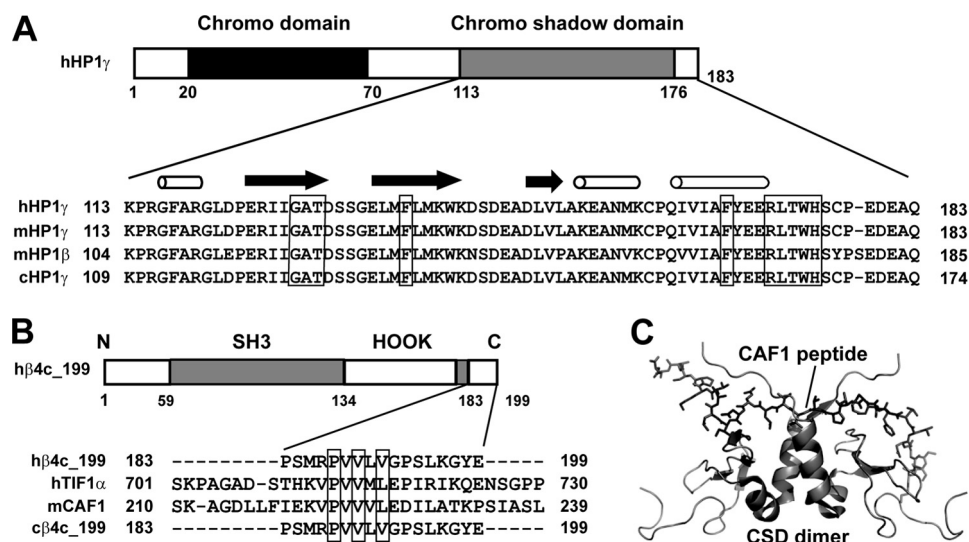 A
Chromo domain
Chromo shadow domain
hHP1γ
183
1
20
70
113
176
hHP1γ 113 KPRGFARGLDPERIIGATDSSGELMFLMKWKDSDEADLVLAKEANMKCPQIVIAFYEERLTWHSCP-EDEAQ 183
mHP1γ 113 KPRGFARGLDPERIIGATDSSGELMFLMKWKDSDEADLVLAKEANMKCPQIVIAFYEERLTWHSCP-EDEAQ 183
mHP1β 104 KPRGFARGLEPERIIGATDSSGELMFLMKWKNSDEADLVPAKEANVKCPQVVIAFYEERLTWHSYPSEDEAQ 185
cHP1γ 109 KPRGFARGLDPERIIGATDSSGELMFLMKWKDSDEADLVLAKEANMKCPQIVIAFYEERLTWHSCP-EDEAQ 174
B
N
SH3
HOOK
C
hβ4c_199
1
59
134
183
199
hβ4c_199 183 ----------PSMRPVVLVGPSLKGYE----- 199
hTIF1α 701 SKPAGAD-STHKVPVVMLEPIRIKQENSGPP 730
mCAF1 210 SK-AGDLLFIEKVPVVVLEDILATKPSIASL 239
cβ4c_199 183 ----------PSMRPVVLVGPSLKGYE----- 199
C
CAF1 peptide
CSD dimer